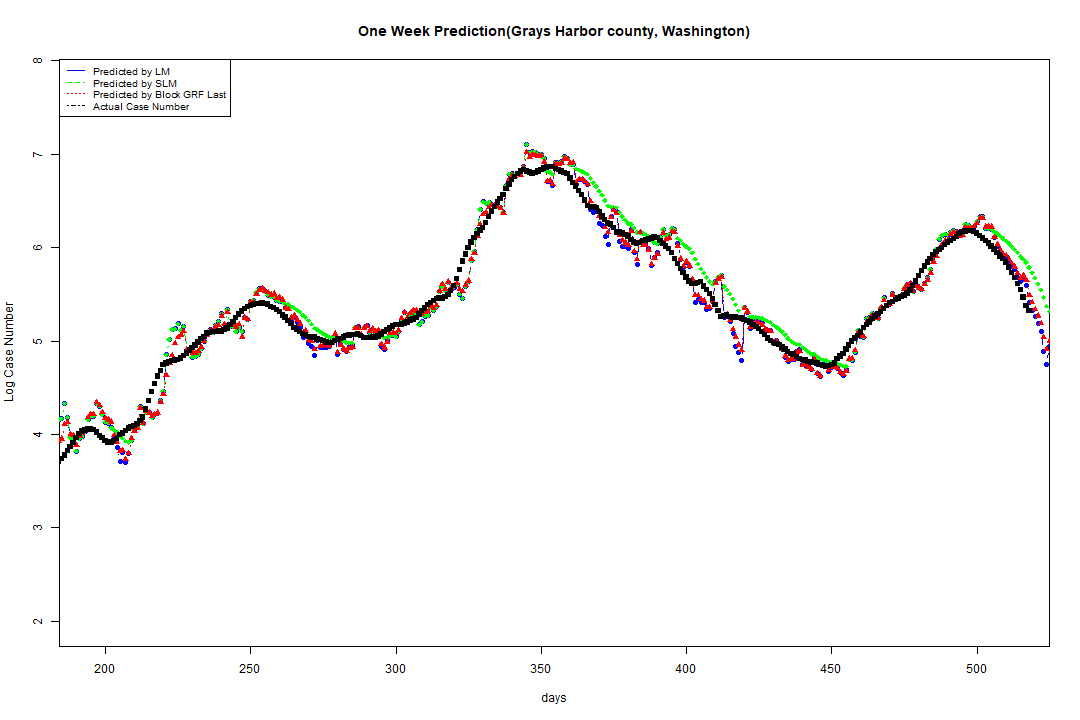 One Week Prediction(Grays Harbor county, Washington)
Predicted by LM
Predicted by SLM
Predicted by Block GRF Last
Actual Case Number
8
7
6
5
4
3
2
Log Case Number
200 250 300 350 400 450 500
days